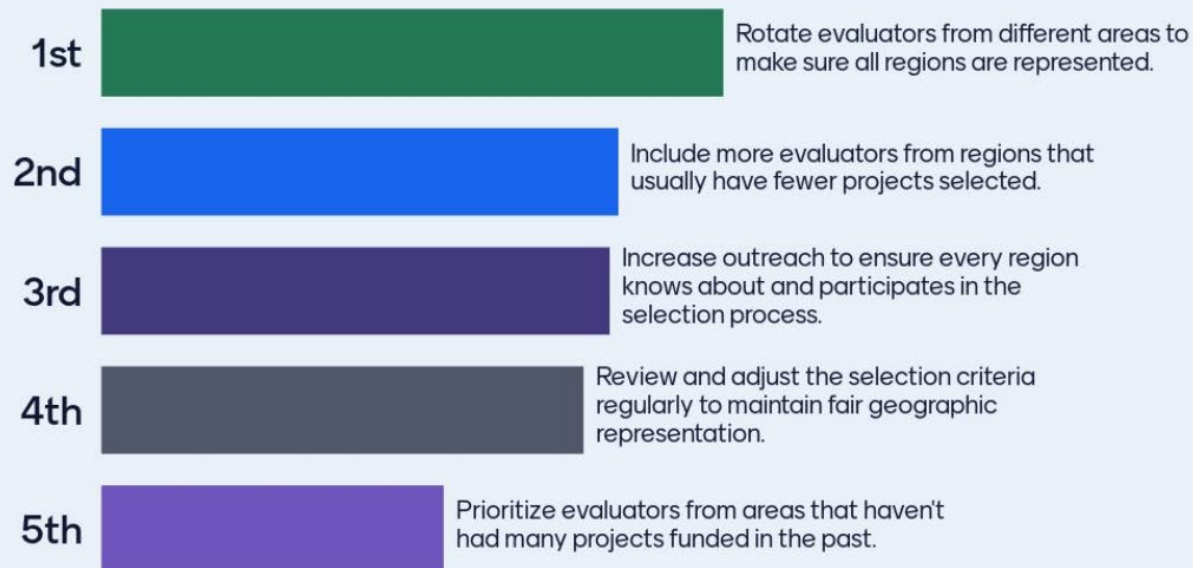 1st
Rotate evaluators from different areas to
make sure all regions are represented.
2nd
Include more evaluators from regions that
usually have fewer projects selected.
3rd
Increase outreach to ensure every region
knows about and participates in the
selection process.
4th
Review and adjust the selection criteria
regularly to maintain fair geographic
representation.
5th
Prioritize evaluators from areas that haven't
had many projects funded in the past.